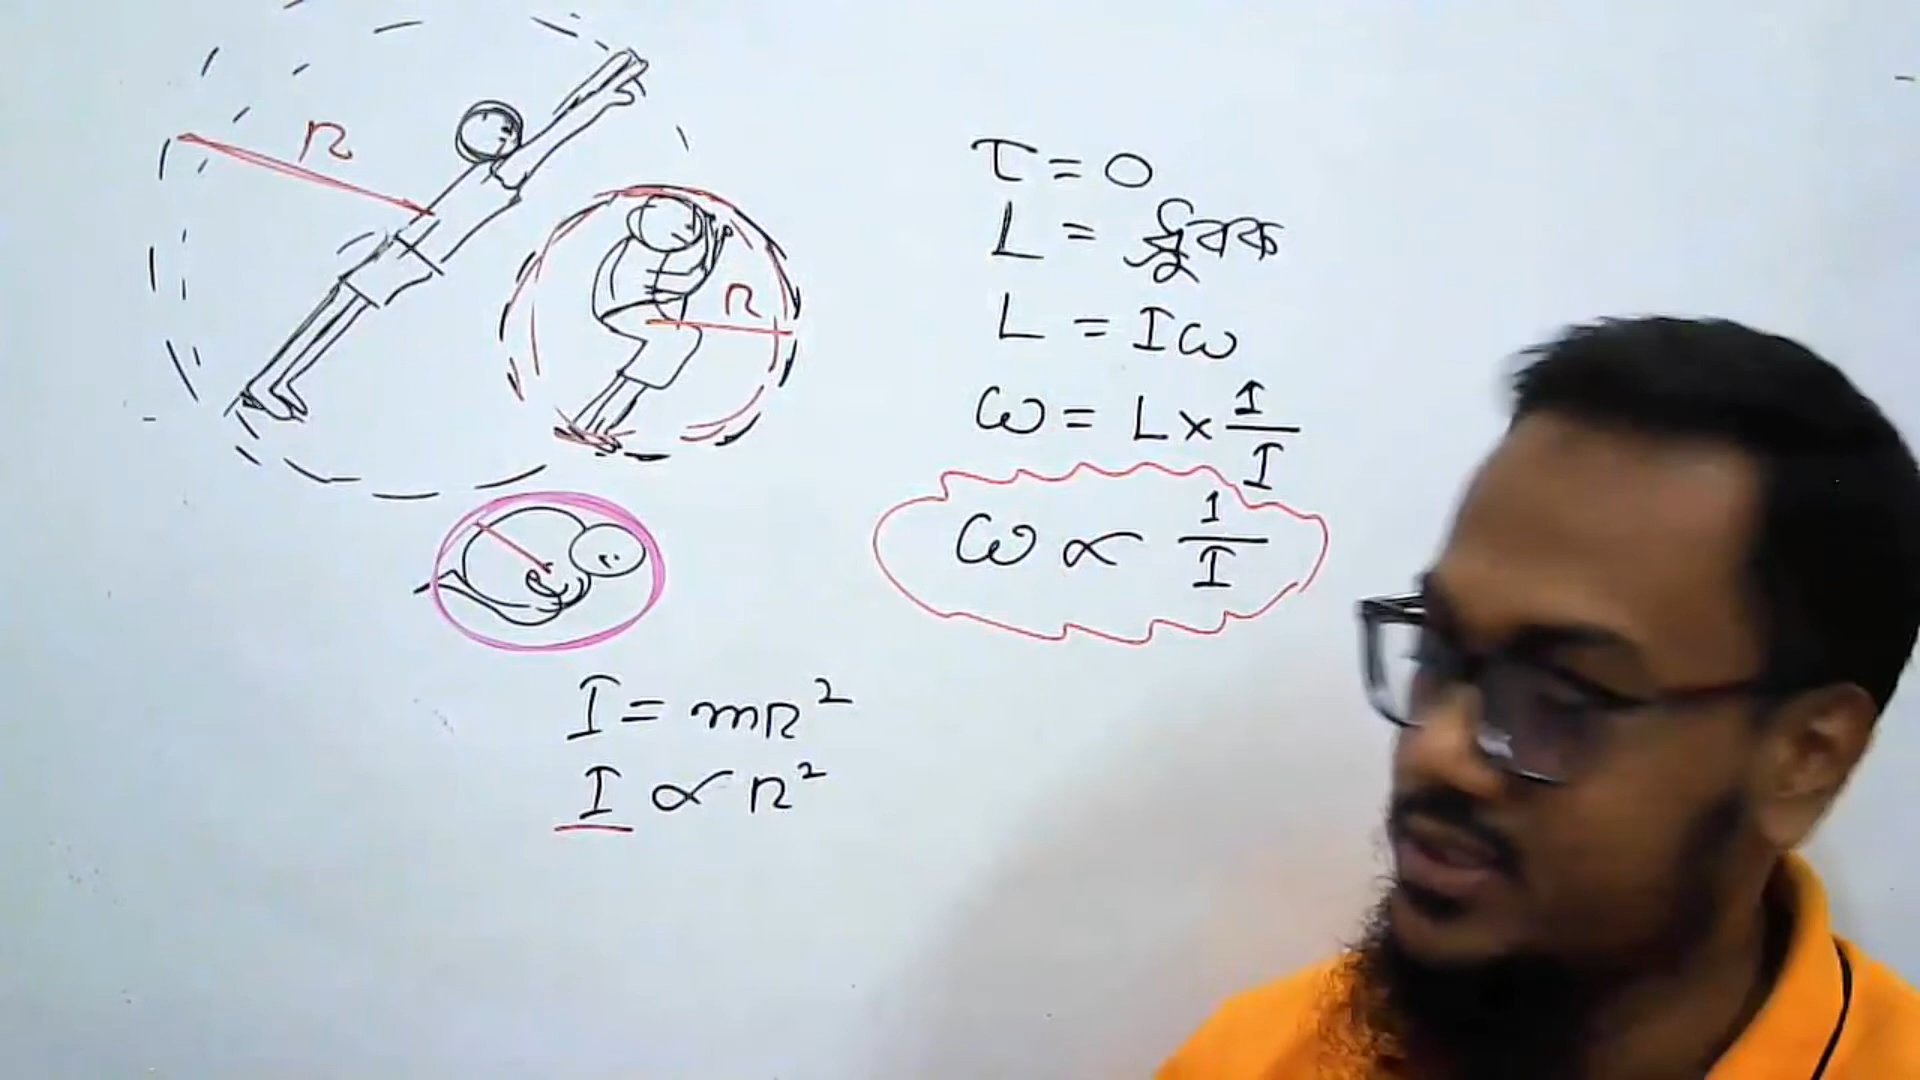 r
r
τ = 0
L = ধ্রুবক
L = Iω
ω = L × 1/I
ω ∝ 1/I
I = mr²
I ∝ r²